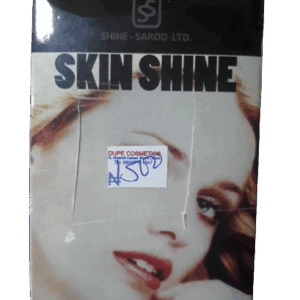 SHINE-SAROD LTD.
SKIN SHINE
DUPE COSMETICS
₦500